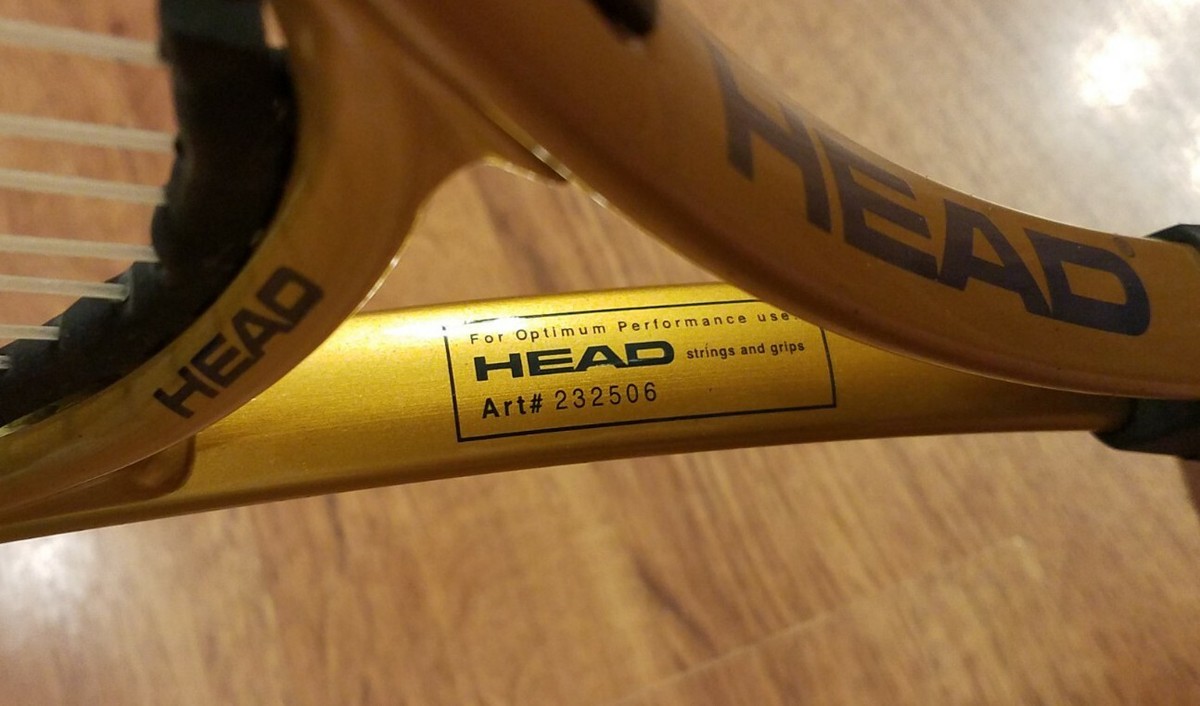 HEAD®
HEAD
For Optimum Performance use:
HEAD strings and grips
Art# 232506